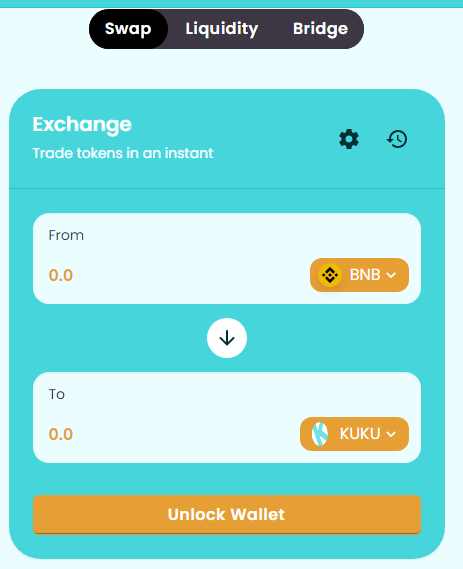 Swap Liquidity Bridge
Exchange
Trade tokens in an instant
From
0.0 BNB
To
0.0 KUKU
Unlock Wallet